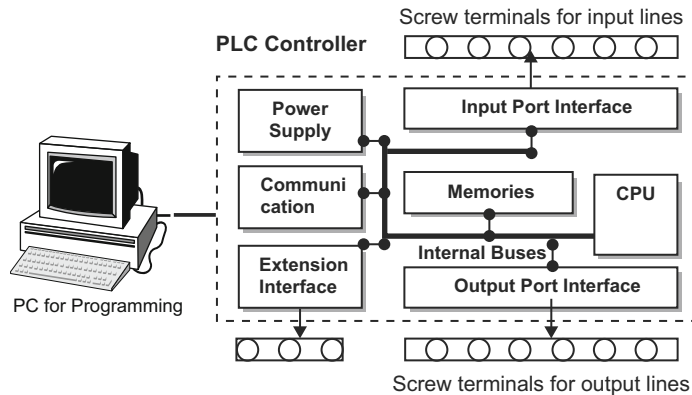 Screw terminals for input lines
PLC Controller
Power
Supply
Input Port Interface
Communi
cation
Memories
CPU
Internal Buses
Extension
Interface
Output Port Interface
PC for Programming
Screw terminals for output lines